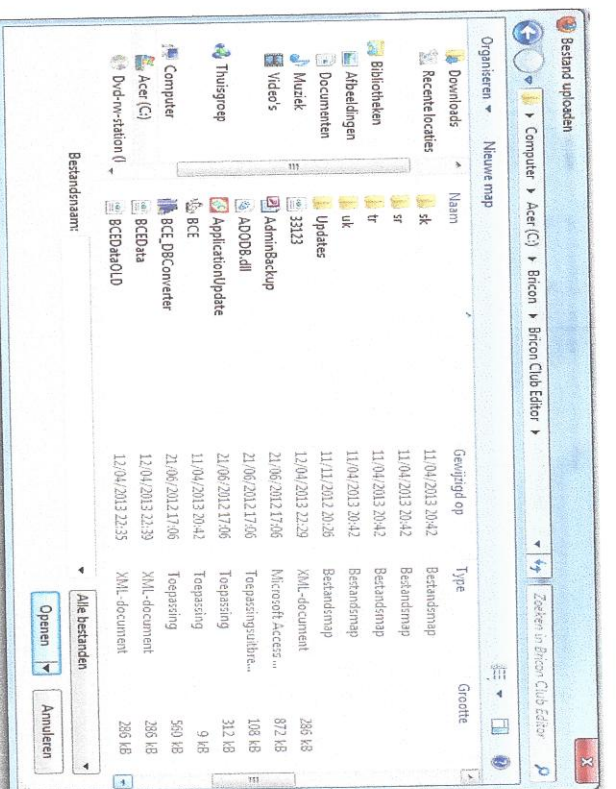 Bestand uploaden
Computer Acer (C:) Bricon Bricon Club Editor
Zoeken in Bricon Club Editor
Organiseren Nieuwe map
Downloads
Recente locaties
Bibliotheken
Afbeeldingen
Documenten
Muziek
Video's
Thuisgroep
Computer
Acer (C:)
Dvd-rw-station (I
Naam Gewijzigd op Type Grootte
sk 11/04/2013 20:42 Bestandsmap
sr 11/04/2013 20:42 Bestandsmap
tr 11/04/2013 20:42 Bestandsmap
uk 11/04/2013 20:42 Bestandsmap
Updates 11/11/2012 20:26 Bestandsmap
33123 12/04/2013 22:29 XML-document 286 kB
AdminBackup 21/06/2012 17:06 Microsoft Access ... 872 kB
ADODB.dll 21/06/2012 17:06 Toepassingsuitbre... 108 kB
ApplicationUpdate 21/06/2012 17:06 Toepassing 312 kB
BCE 11/04/2013 20:42 Toepassing 9 kB
BCE_DBConverter 21/06/2012 17:06 Toepassing 560 kB
BCEData 12/04/2013 22:39 XML-document 286 kB
BCEDataOLD 12/04/2013 22:35 XML-document 286 kB
Bestandsnaam:
Alle bestanden
Openen Annuleren